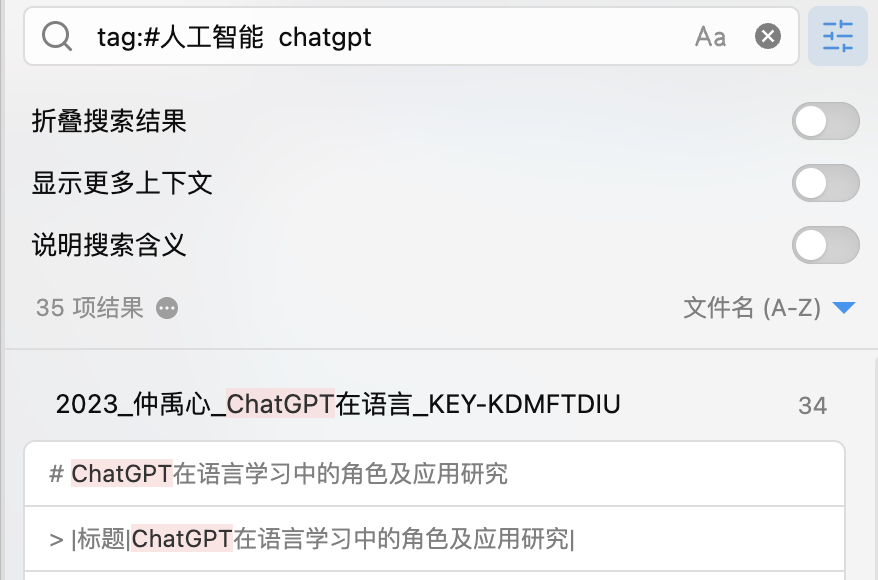 tag:#人工智能 chatgpt Aa
折叠搜索结果
显示更多上下文
说明搜索含义
35 项结果 文件名 (A-Z)
2023_仲禹心_ChatGPT在语言_KEY-KDMFTDIU 34
# ChatGPT在语言学习中的角色及应用研究
> |标题|ChatGPT在语言学习中的角色及应用研究|